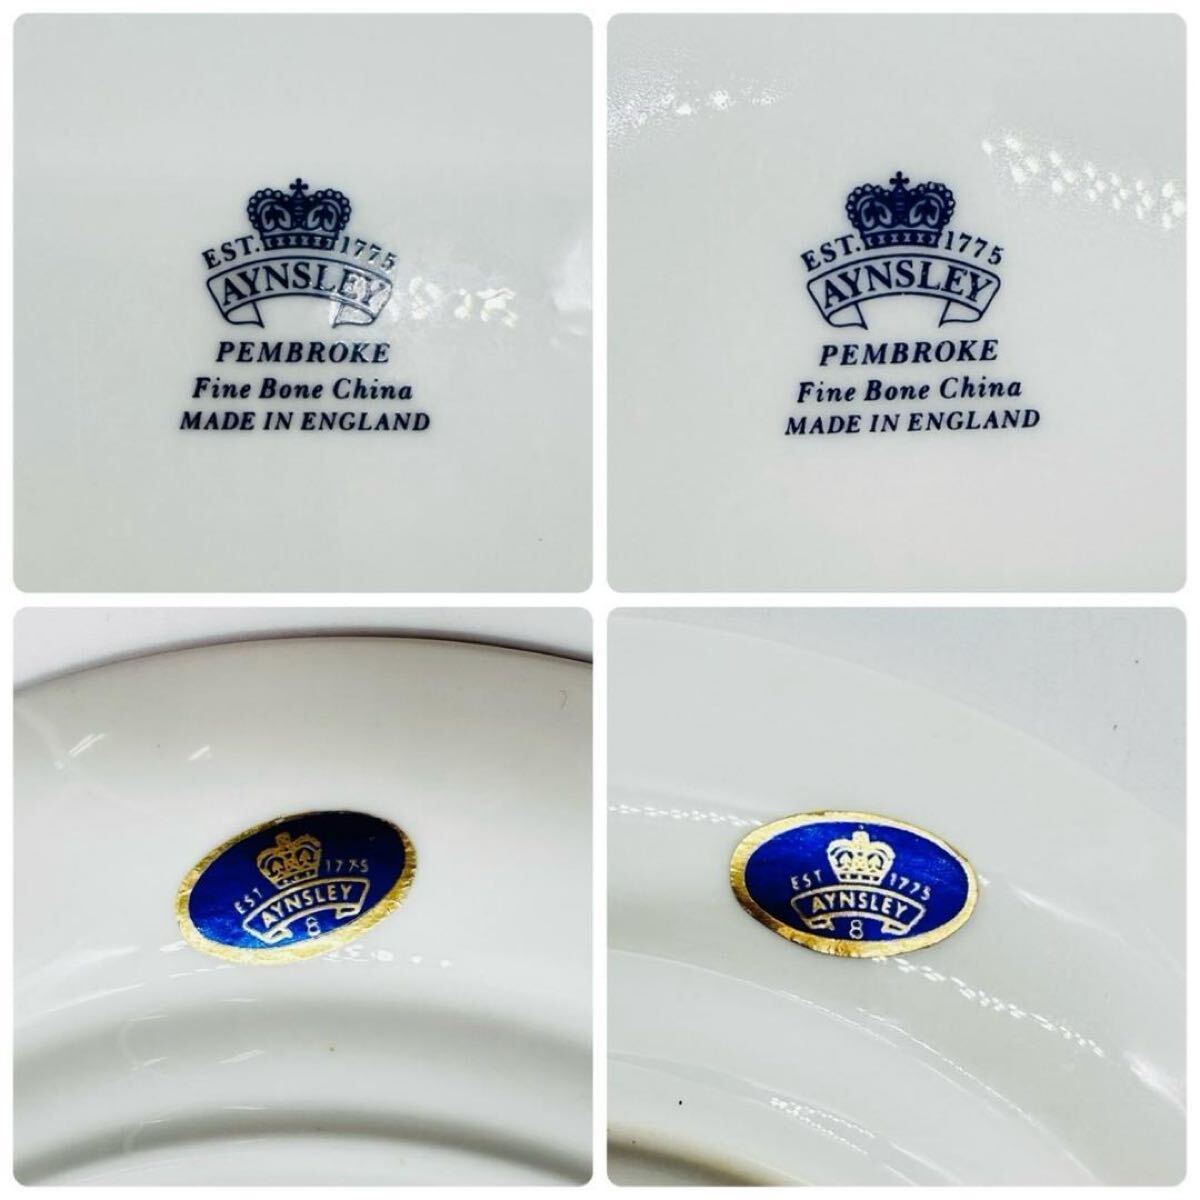 EST. 1775
AYNSLEY
PEMBROKE
Fine Bone China
MADE IN ENGLAND
EST. 1775
AYNSLEY
PEMBROKE
Fine Bone China
MADE IN ENGLAND
EST 1775
AYNSLEY
8
EST 1775
AYNSLEY
8